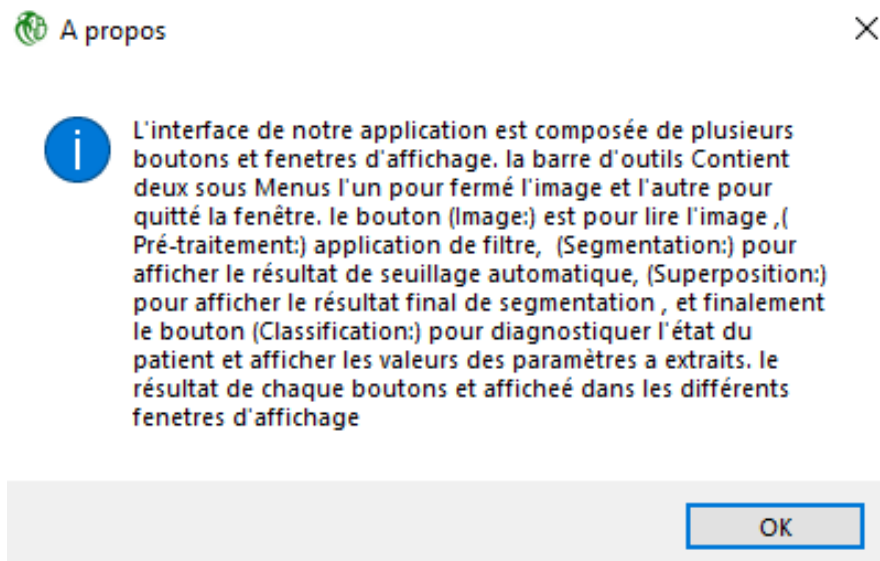 A propos
L'interface de notre application est composée de plusieurs
boutons et fenetres d'affichage. la barre d'outils Contient
deux sous Menus l'un pour fermé l'image et l'autre pour
quitté la fenêtre. le bouton (Image:) est pour lire l'image ,(
Pré-traitement:) application de filtre,  (Segmentation:) pour
afficher le résultat de seuillage automatique, (Superposition:)
pour afficher le résultat final de segmentation , et finalement
le bouton (Classification:) pour diagnostiquer l'état du
patient et afficher les valeurs des paramètres a extraits. le
résultat de chaque boutons et afficheé dans les différents
fenetres d'affichage
OK